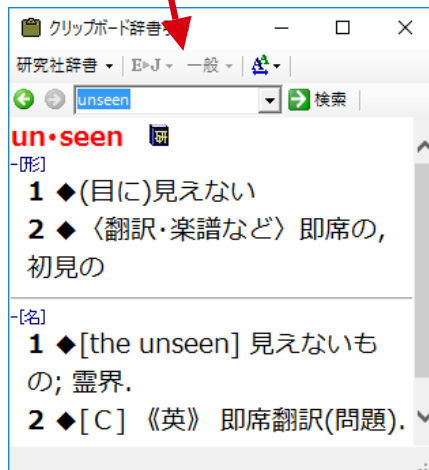 クリップボード辞書
研究社辞書 E▸J 一般 A
unseen 検索
un•seen 研
-[形]
1 ◆(目に)見えない
2 ◆〈翻訳・楽譜など〉即席の,
初見の
-[名]
1 ◆[the unseen] 見えないも
の; 霊界.
2 ◆[C] 《英》 即席翻訳(問題).